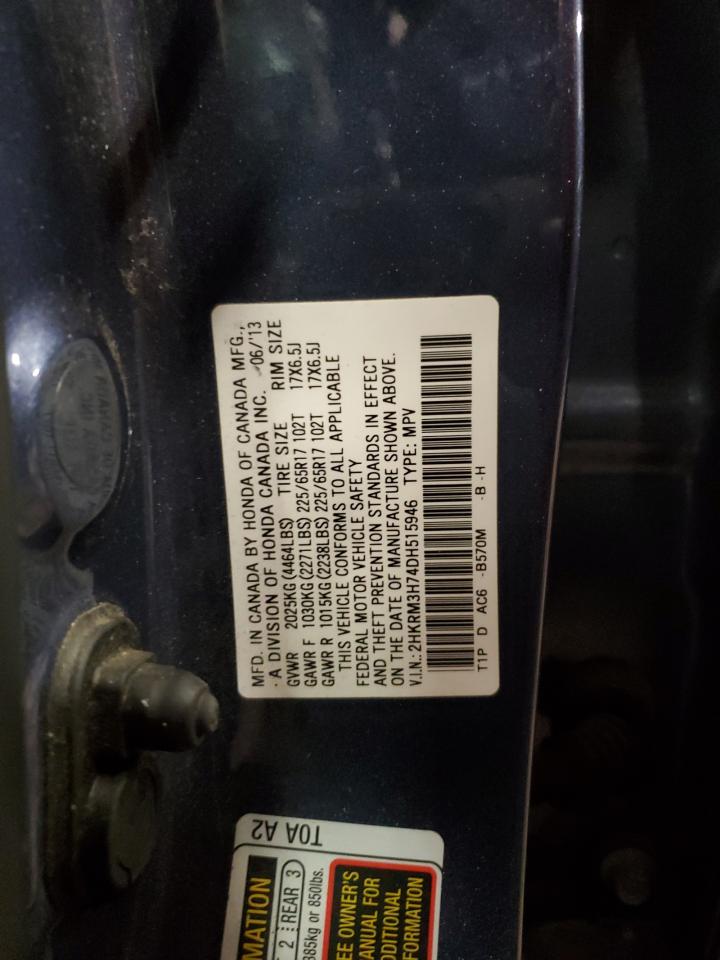 MFD. IN CANADA BY HONDA OF CANADA MFG.,
A DIVISION OF HONDA CANADA INC. 06/'13
GVWR 2025KG(4464LBS) TIRE SIZE RIM SIZE
GAWR F 1030KG(2271LBS) 225/65R17 102T 17X6.5J
GAWR R 1015KG(2238LBS) 225/65R17 102T 17X6.5J
THIS VEHICLE CONFORMS TO ALL APPLICABLE
FEDERAL MOTOR VEHICLE SAFETY
AND THEFT PREVENTION STANDARDS IN EFFECT
ON THE DATE OF MANUFACTURE SHOWN ABOVE.
V.I.N.: 2HKRM3H74DH515946 TYPE: MPV
T1P D AC6 -B570M -B -H
T0A A2
MATION
2 REAR 3
385kg or 850lbs.
EE OWNER'S
ANUAL FOR
DDITIONAL
FORMATION